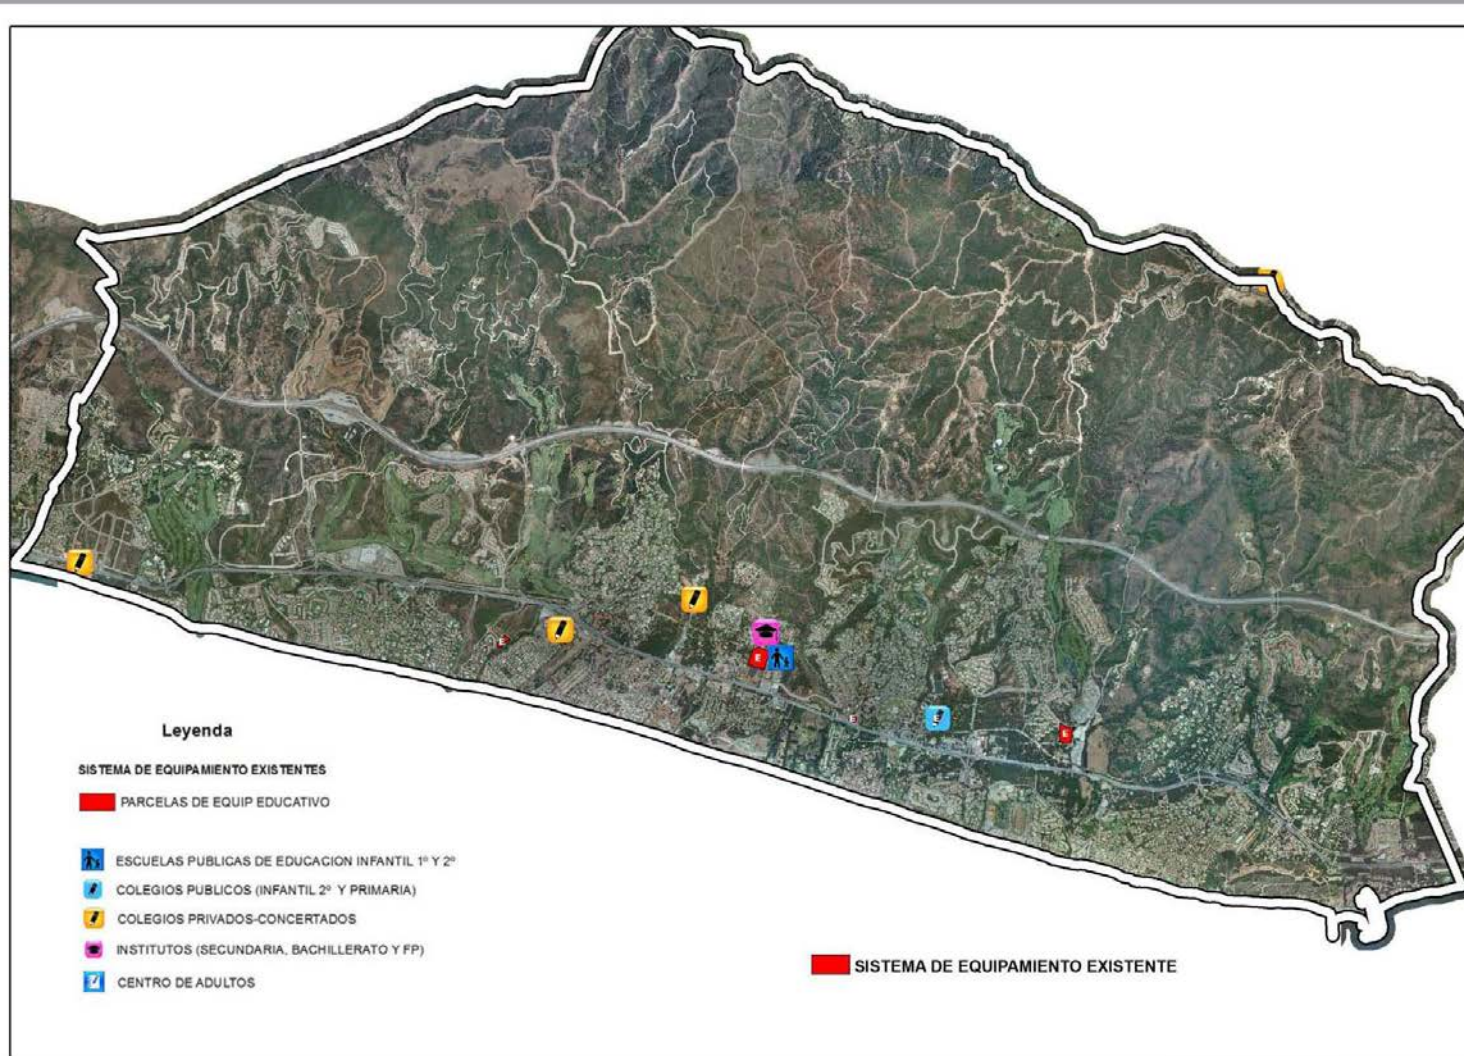 E
E
E
E
E
Leyenda
SISTEMA DE EQUIPAMIENTO EXISTENTES
PARCELAS DE EQUIP EDUCATIVO
ESCUELAS PUBLICAS DE EDUCACION INFANTIL 1º Y 2º
COLEGIOS PUBLICOS (INFANTIL 2º Y PRIMARIA)
COLEGIOS PRIVADOS-CONCERTADOS
INSTITUTOS (SECUNDARIA, BACHILLERATO Y FP)
CENTRO DE ADULTOS
SISTEMA DE EQUIPAMIENTO EXISTENTE